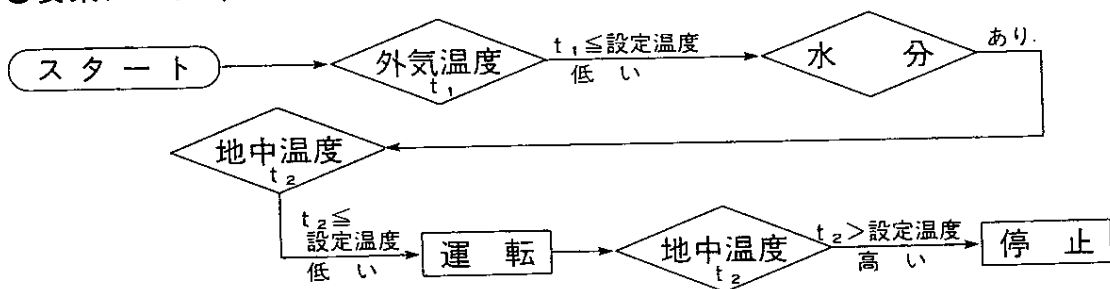 スタート
外気温度
t₁
t₁≦設定温度
低い
水分
あり.
地中温度
t₂
t₂≦
設定温度
低い
運転
地中温度
t₂
t₂>設定温度
高い
停止